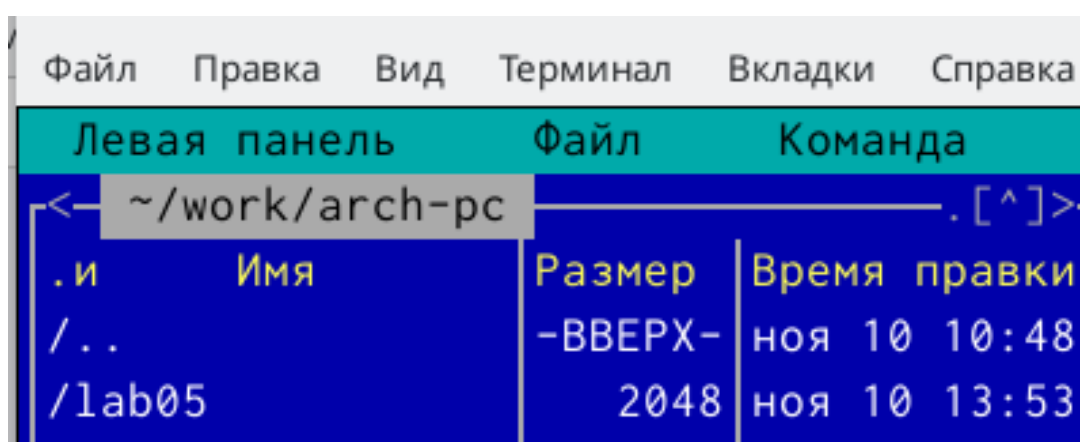 Файл Правка Вид Терминал Вкладки Справка
Левая панель Файл Команда
<— ~/work/arch-pc .[^]>
.и Имя Размер Время правки
/.. -ВВЕРХ- ноя 10 10:48
/lab05 2048 ноя 10 13:53